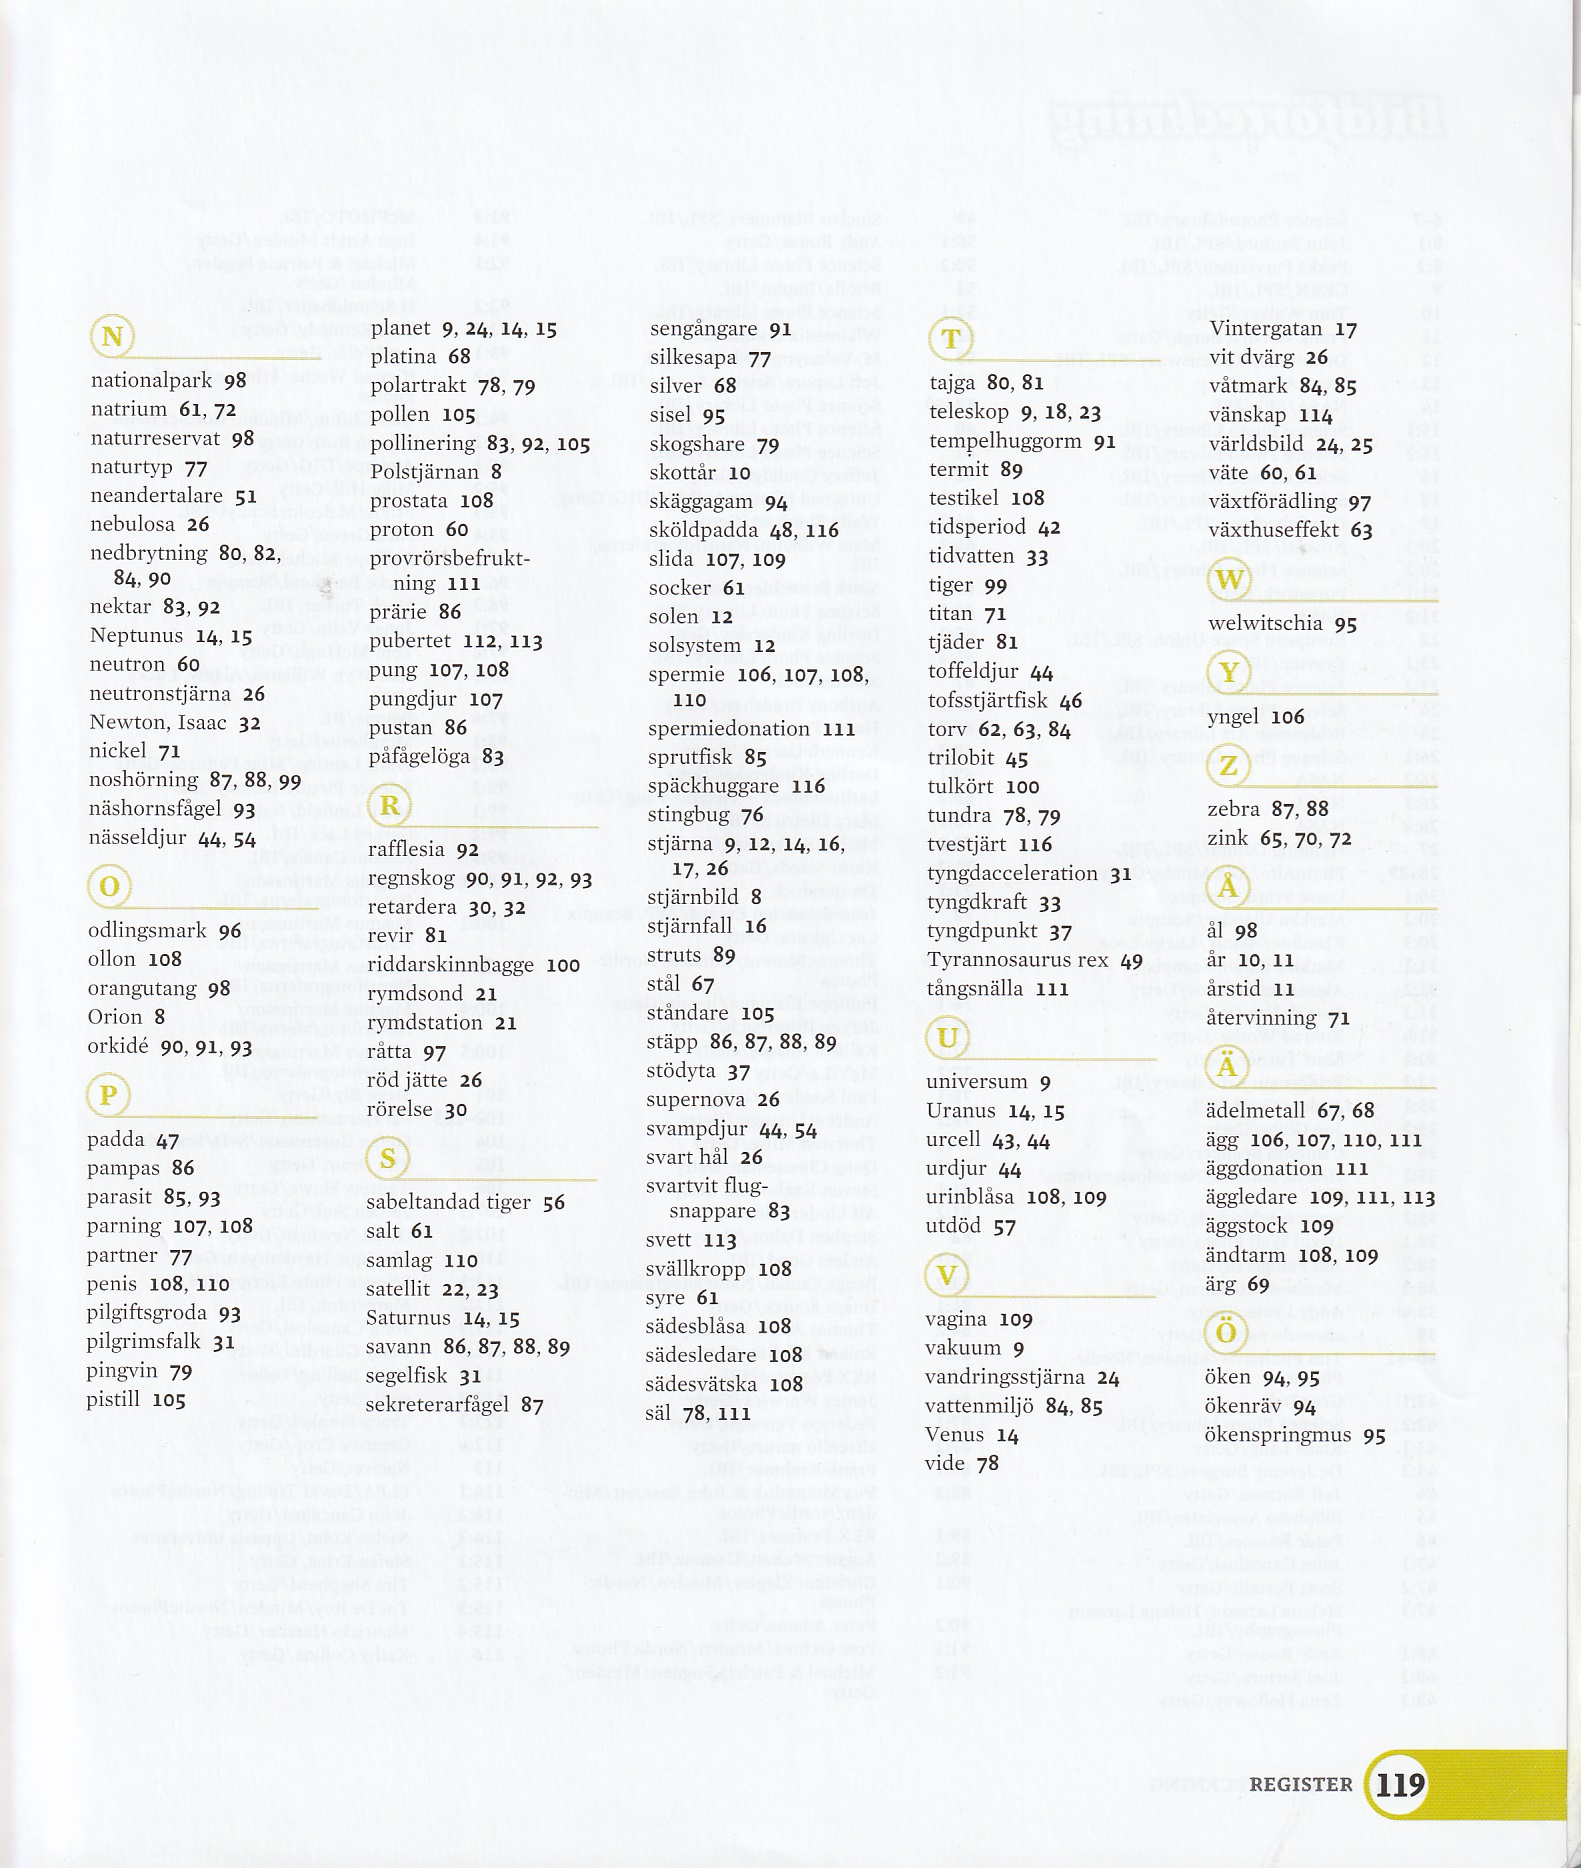 N
nationalpark 98
natrium 61, 72
naturreservat 98
naturtyp 77
neandertalare 51
nebulosa 26
nedbrytning 80, 82,
84, 90
nektar 83, 92
Neptunus 14, 15
neutron 60
neutronstjärna 26
Newton, Isaac 32
nickel 71
noshörning 87, 88, 99
näshornsfågel 93
nässeldjur 44, 54
O
odlingsmark 96
ollon 108
orangutang 98
Orion 8
orkidé 90, 91, 93
P
padda 47
pampas 86
parasit 85, 93
parning 107, 108
partner 77
penis 108, 110
pilgiftsgroda 93
pilgrimsfalk 31
pingvin 79
pistill 105
planet 9, 24, 14, 15
platina 68
polartrakt 78, 79
pollen 105
pollinering 83, 92, 105
Polstjärnan 8
prostata 108
proton 60
provrörsbefrukt-
ning 111
prärie 86
pubertet 112, 113
pung 107, 108
pungdjur 107
pustan 86
påfågelöga 83
R
rafflesia 92
regnskog 90, 91, 92, 93
retardera 30, 32
revir 81
riddarskinnbagge 100
rymdsond 21
rymdstation 21
råtta 97
röd jätte 26
rörelse 30
S
sabeltandad tiger 56
salt 61
samlag 110
satellit 22, 23
Saturnus 14, 15
savann 86, 87, 88, 89
segelfisk 31
sekreterarfågel 87
sengångare 91
silkesapa 77
silver 68
sisel 95
skogshare 79
skottår 10
skäggagam 94
sköldpadda 48, 116
slida 107, 109
socker 61
solen 12
solsystem 12
spermie 106, 107, 108,
110
spermiedonation 111
sprutfisk 85
späckhuggare 116
stingbug 76
stjärna 9, 12, 14, 16,
17, 26
stjärnbild 8
stjärnfall 16
struts 89
stål 67
ståndare 105
stäpp 86, 87, 88, 89
stödyta 37
supernova 26
svampdjur 44, 54
svart hål 26
svartvit flug-
snappare 83
svett 113
svällkropp 108
syre 61
sädesblåsa 108
sädesledare 108
sädesvätska 108
säl 78, 111
T
tajga 80, 81
teleskop 9, 18, 23
tempelhuggorm 91
termit 89
testikel 108
tidsperiod 42
tidvatten 33
tiger 99
titan 71
tjäder 81
toffeldjur 44
tofsstjärtfisk 46
torv 62, 63, 84
trilobit 45
tulkört 100
tundra 78, 79
tvestjärt 116
tyngdacceleration 31
tyngdkraft 33
tyngdpunkt 37
Tyrannosaurus rex 49
tångsnälla 111
U
universum 9
Uranus 14, 15
urcell 43, 44
urdjur 44
urinblåsa 108, 109
utdöd 57
V
vagina 109
vakuum 9
vandringsstjärna 24
vattenmiljö 84, 85
Venus 14
vide 78
Vintergatan 17
vit dvärg 26
våtmark 84, 85
vänskap 114
världsbild 24, 25
väte 60, 61
växtförädling 97
växthuseffekt 63
W
welwitschia 95
Y
yngel 106
Z
zebra 87, 88
zink 65, 70, 72
Å
ål 98
år 10, 11
årstid 11
återvinning 71
Ä
ädelmetall 67, 68
ägg 106, 107, 110, 111
äggdonation 111
äggledare 109, 111, 113
äggstock 109
ändtarm 108, 109
ärg 69
Ö
öken 94, 95
ökenräv 94
ökenspringmus 95
REGISTER 119